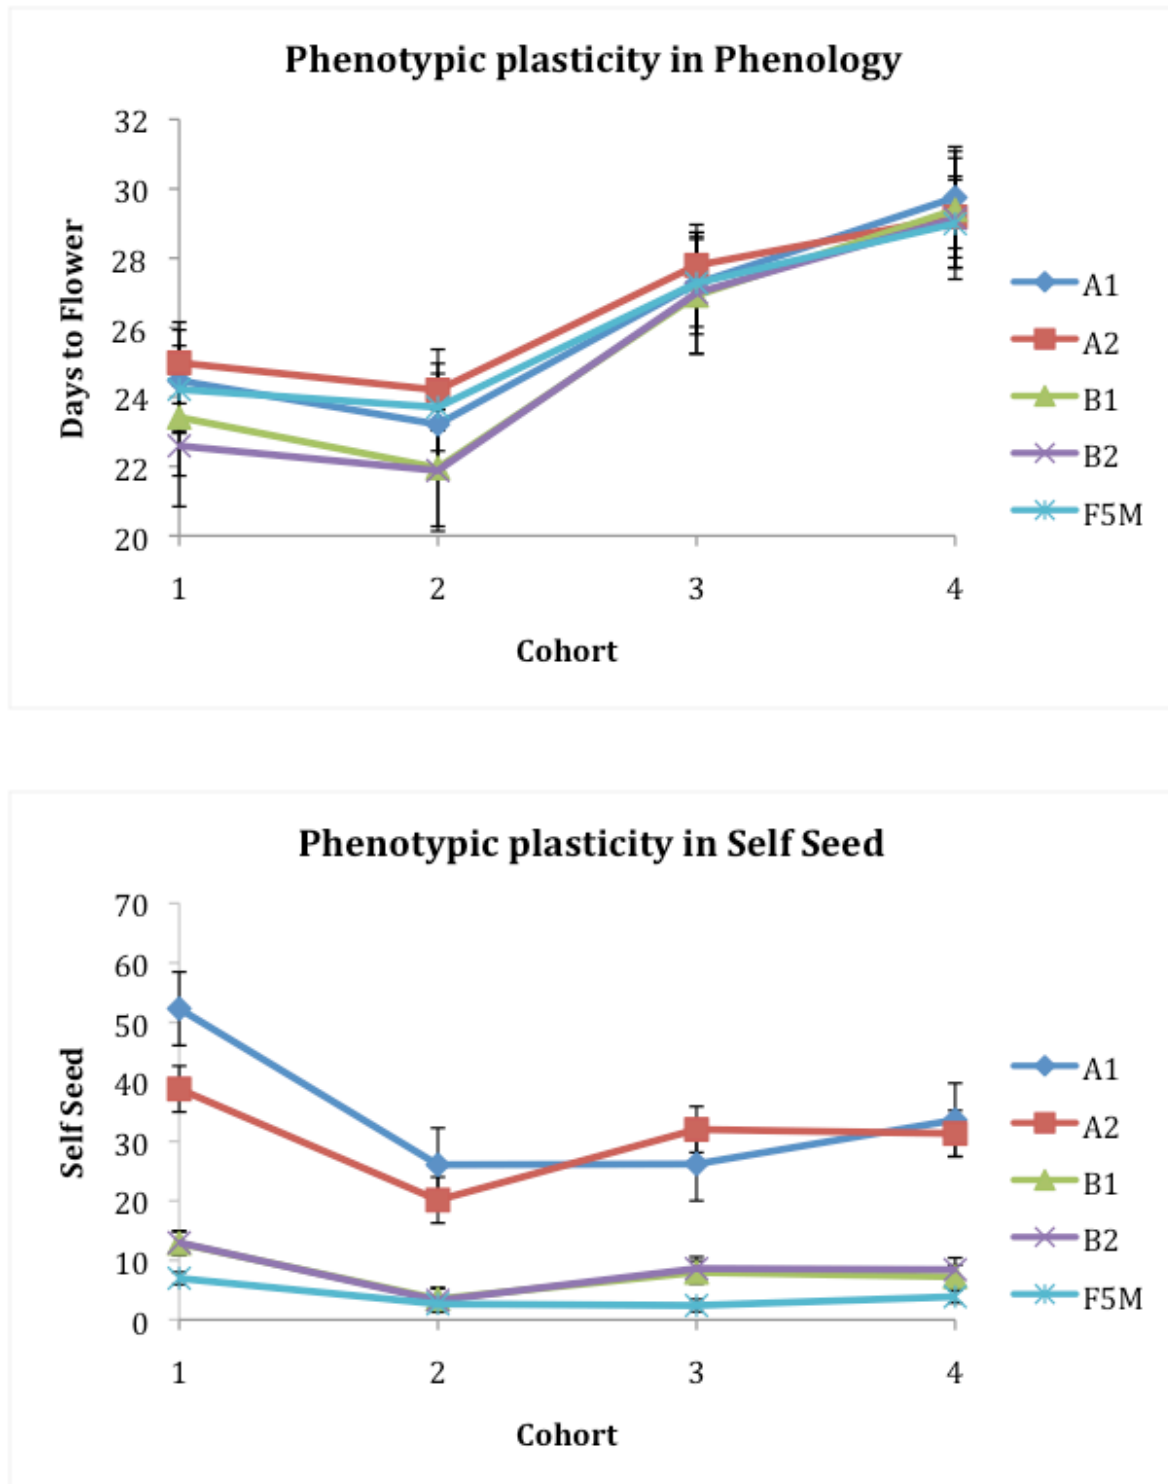 Phenotypic plasticity in Phenology
32
30
28
26
24
22
20
Days to Flower
1 2 3 4
Cohort
A1
A2
B1
B2
F5M
Phenotypic plasticity in Self Seed
70
60
50
40
30
20
10
0
Self Seed
1 2 3 4
Cohort
A1
A2
B1
B2
F5M